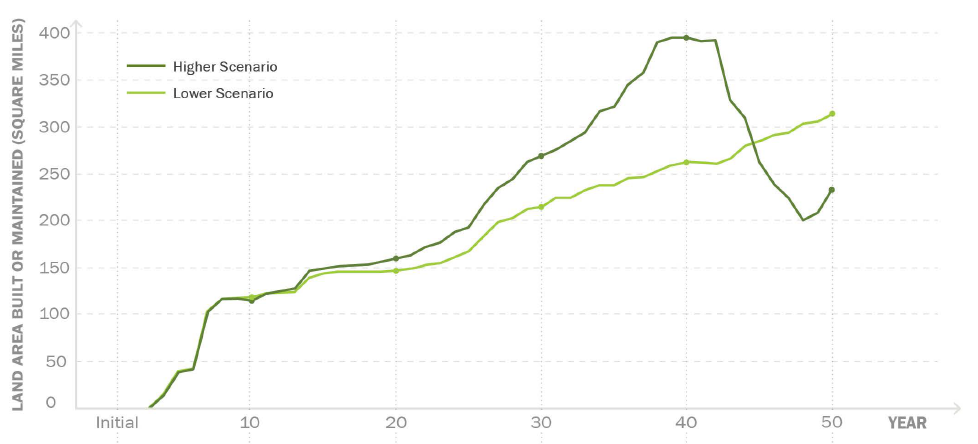 LAND AREA BUILT OR MAINTAINED (SQUARE MILES)
400
350
300
250
200
150
100
50
0
Higher Scenario
Lower Scenario
Initial 10 20 30 40 50 YEAR